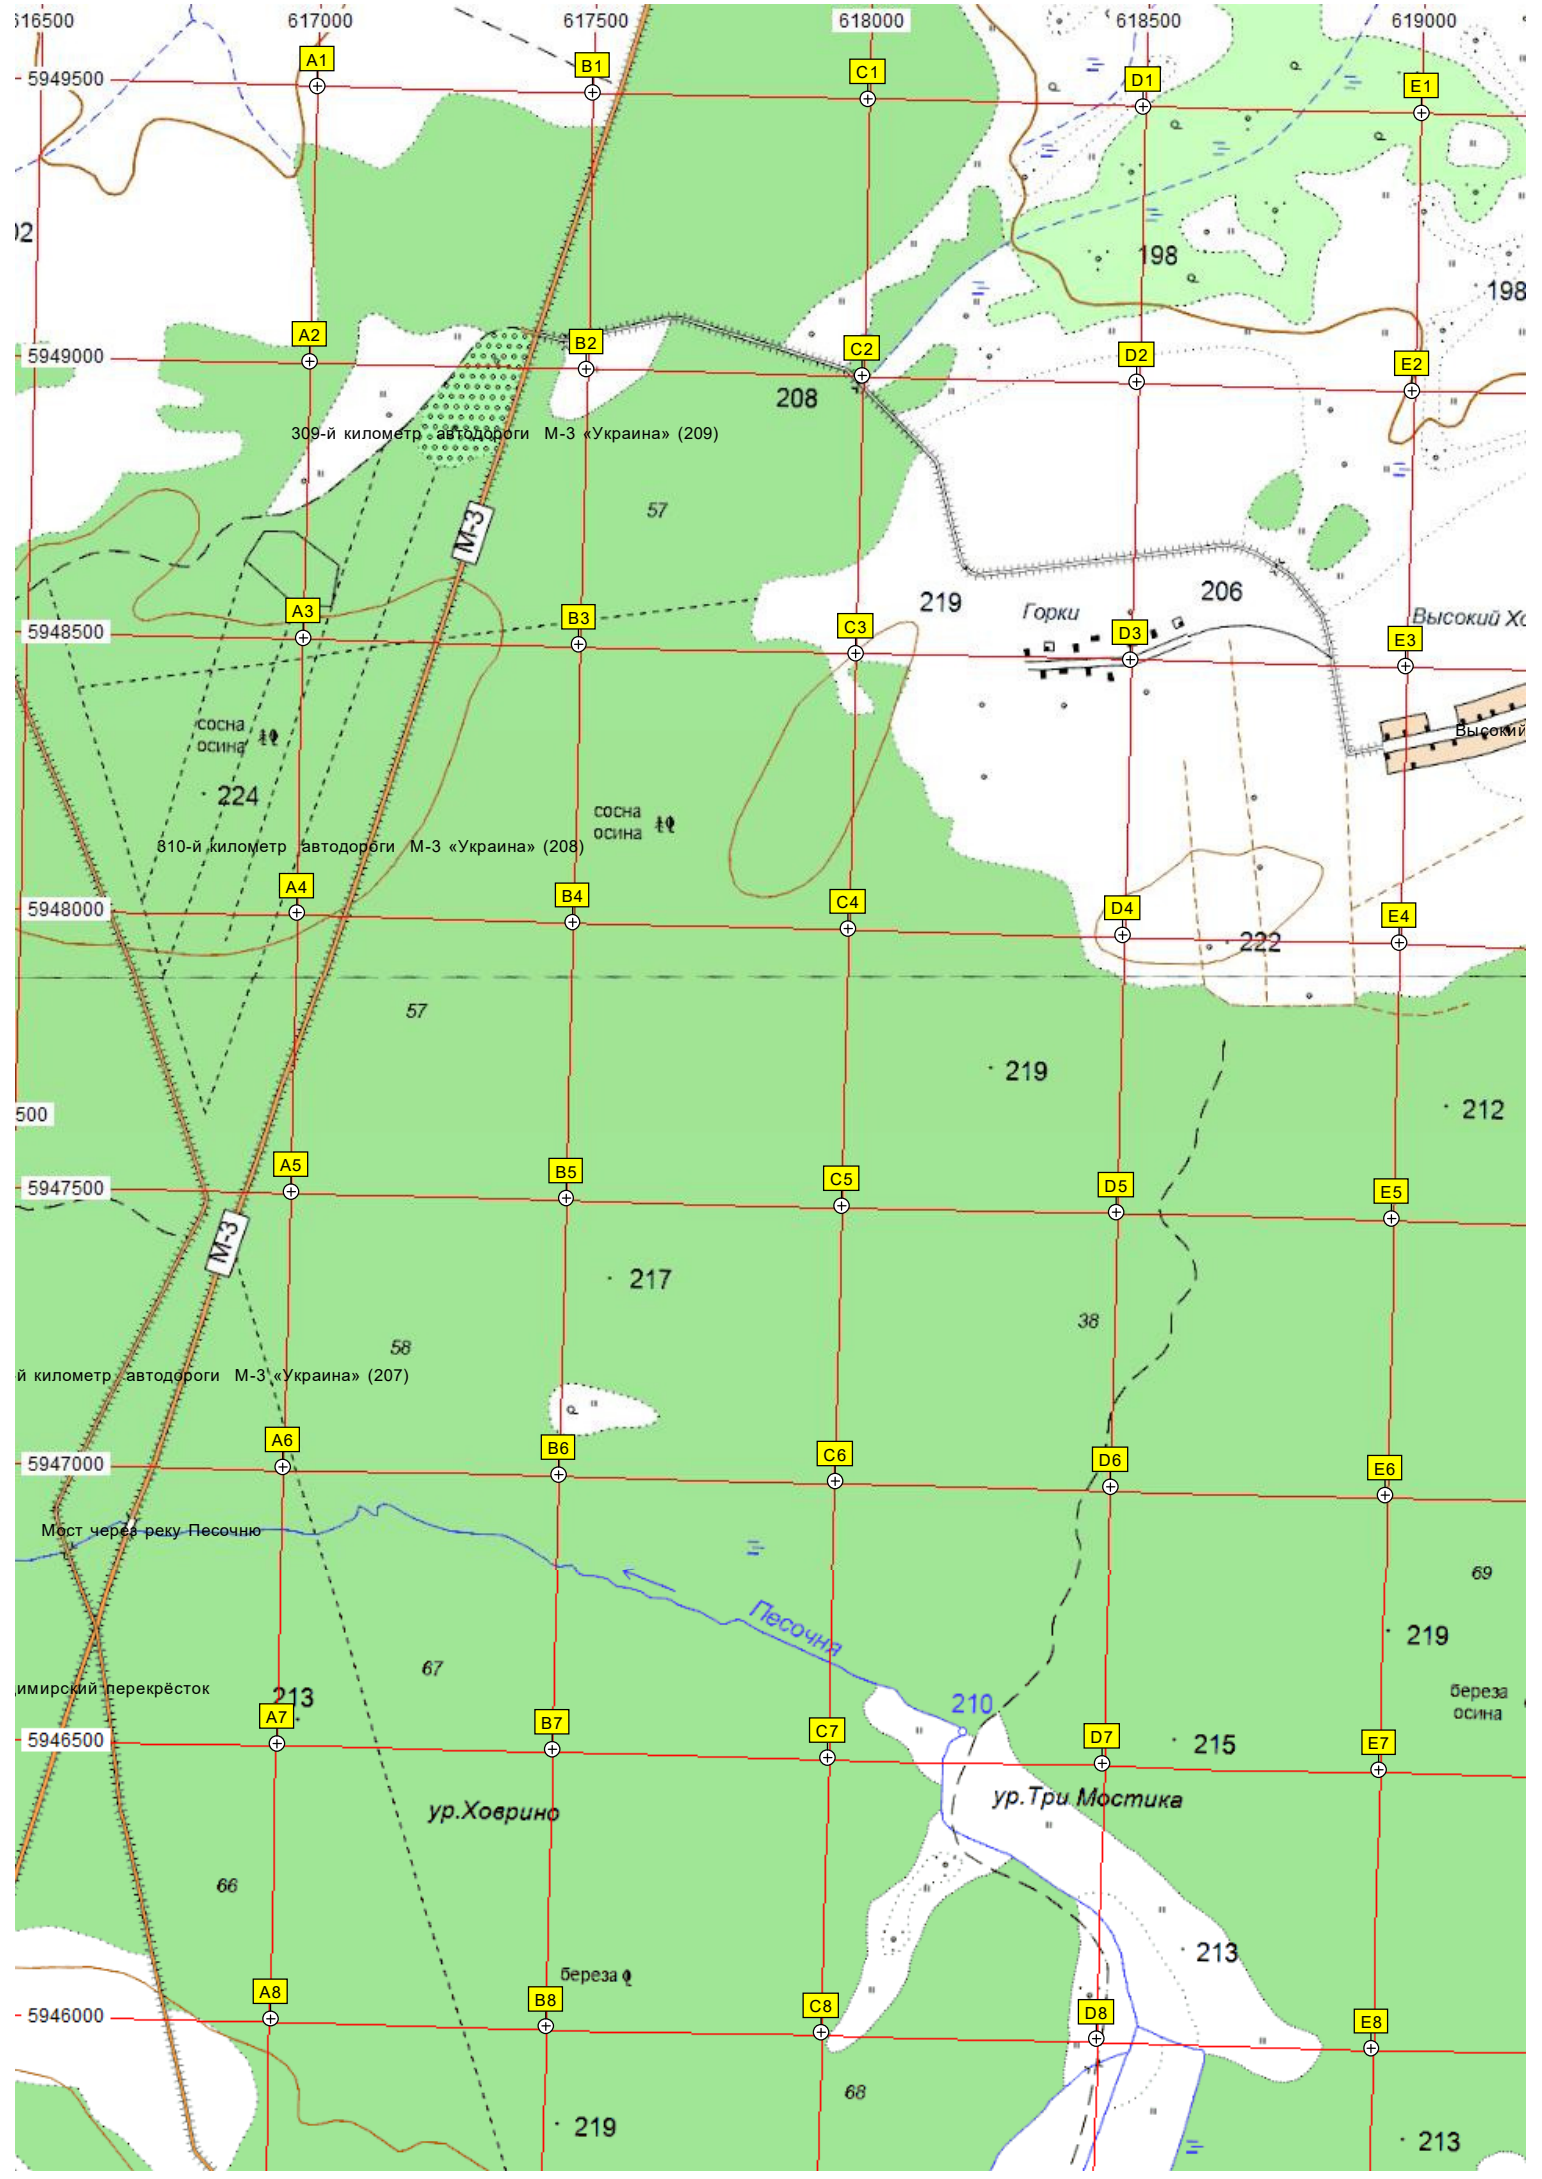 616500 617000 617500 618000 618500 619000
A1 B1 C1 D1 E1
5949500
02
198
198
A2 B2 C2 D2 E2
5949000
208
309-й километр автодороги М-3 «Украина» (209)
57
М-3
219
Горки
206
Высокий Хо
A3 B3 C3 D3 E3
5948500
сосна
осина
Высокий
224
сосна
осина
310-й километр автодороги М-3 «Украина» (208)
A4 B4 C4 D4 E4
5948000
222
57
219
212
500
A5 B5 C5 D5 E5
5947500
М-3
217
38
58
й километр автодороги М-3 «Украина» (207)
A6 B6 C6 D6 E6
5947000
Мост через реку Песочню
69
Песочня
219
67
имирский перекрёсток
213
210
береза
осина
A7 B7 C7 D7 E7
5946500
215
ур.Ховрино
ур.Три Мостика
66
213
береза
A8 B8 C8 D8 E8
5946000
68
219
213